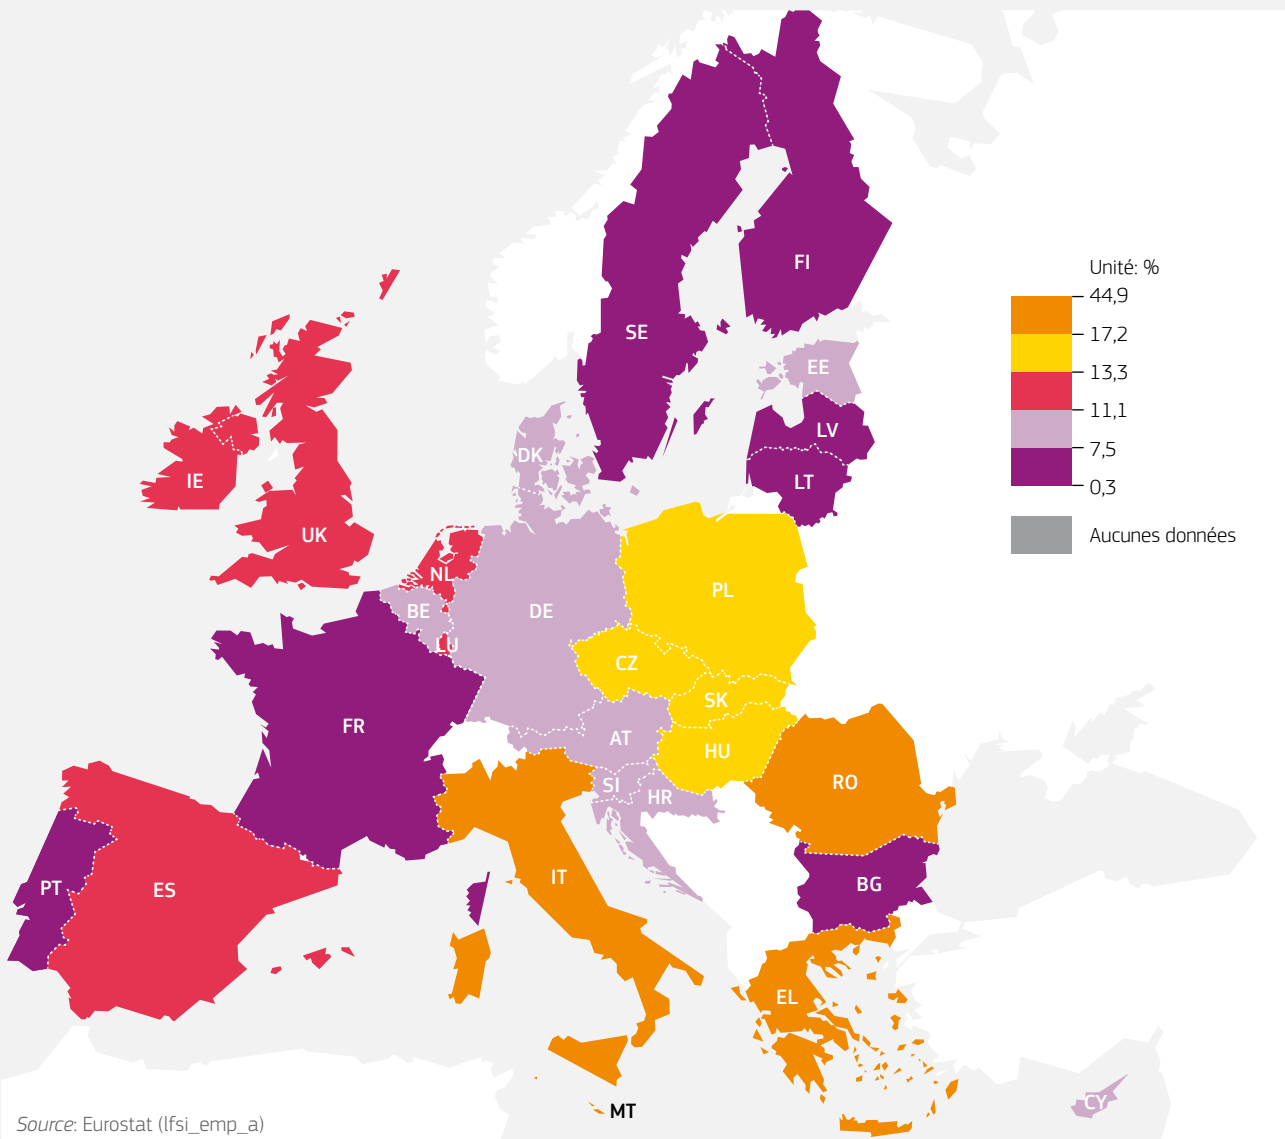 Unité: %
44,9
17,2
13,3
11,1
7,5
0,3
Aucunes données
FI
SE
EE
LV
LT
DK
IE
UK
NL
BE
LU
DE
PL
CZ
SK
FR
AT
HU
SI
HR
RO
PT
ES
IT
BG
EL
MT
CY
Source: Eurostat (lfsi_emp_a)